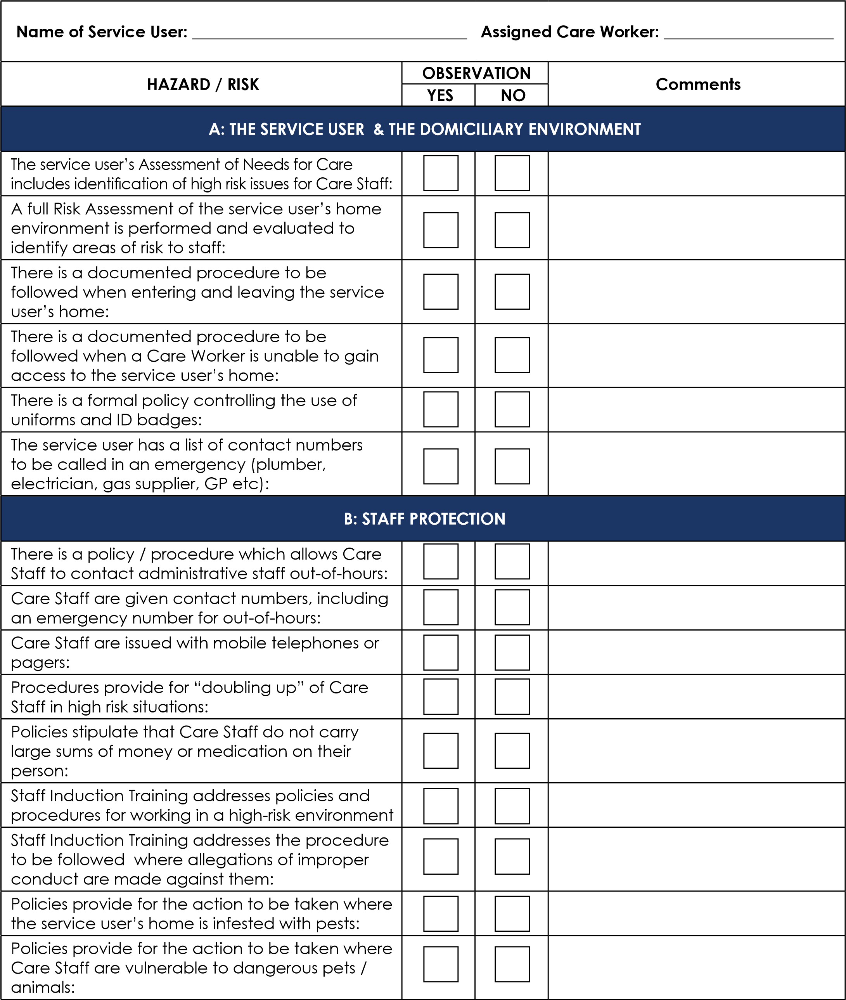 Name of Service User: ______________________________ Assigned Care Worker: ___________________
HAZARD / RISK
OBSERVATION
YES
NO
Comments
A: THE SERVICE USER  & THE DOMICILIARY ENVIRONMENT
The service user’s Assessment of Needs for Care
includes identification of high risk issues for Care Staff:
A full Risk Assessment of the service user’s home
environment is performed and evaluated to
identify areas of risk to staff:
There is a documented procedure to be
followed when entering and leaving the service
user’s home:
There is a documented procedure to be
followed when a Care Worker is unable to gain
access to the service user’s home:
There is a formal policy controlling the use of
uniforms and ID badges:
The service user has a list of contact numbers
to be called in an emergency (plumber,
electrician, gas supplier, GP etc):
B: STAFF PROTECTION
There is a policy / procedure which allows Care
Staff to contact administrative staff out-of-hours:
Care Staff are given contact numbers, including
an emergency number for out-of-hours:
Care Staff are issued with mobile telephones or
pagers:
Procedures provide for “doubling up” of Care
Staff in high risk situations:
Policies stipulate that Care Staff do not carry
large sums of money or medication on their
person:
Staff Induction Training addresses policies and
procedures for working in a high-risk environment
Staff Induction Training addresses the procedure
to be followed  where allegations of improper
conduct are made against them:
Policies provide for the action to be taken where
the service user’s home is infested with pests:
Policies provide for the action to be taken where
Care Staff are vulnerable to dangerous pets /
animals: